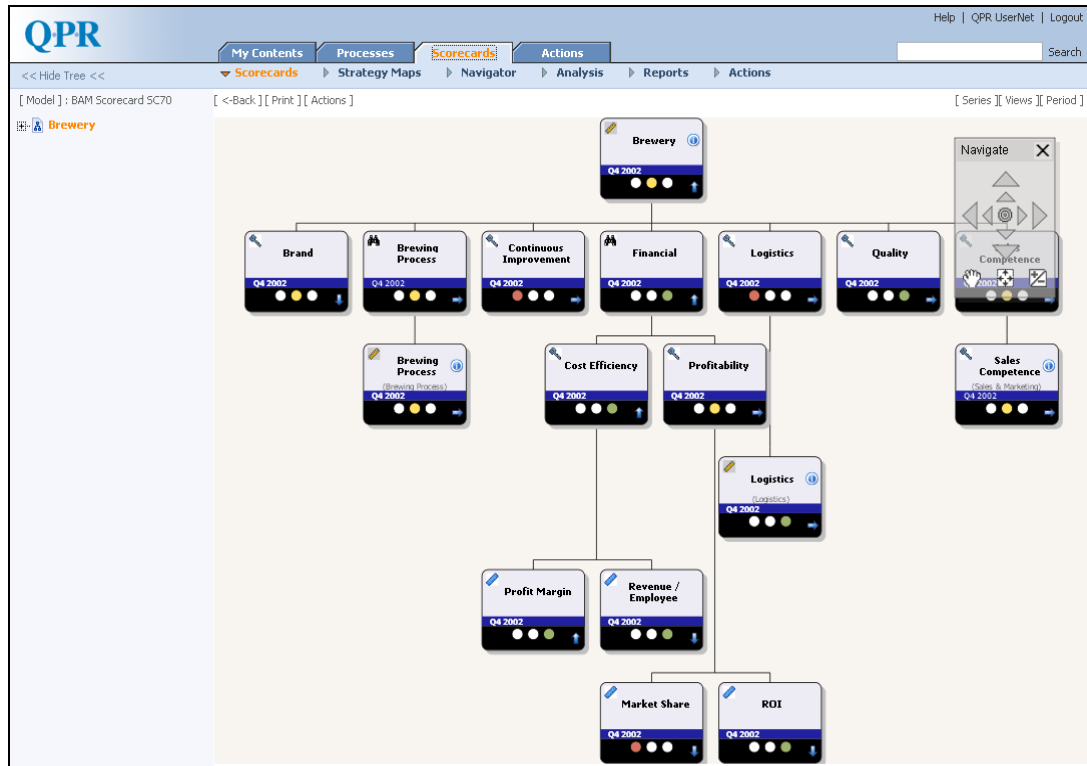 Help | QPR UserNet | Logout
QPR
My Contents Processes Scorecards Actions Search
<< Hide Tree << Scorecards Strategy Maps Navigator Analysis Reports Actions
[ Model ] : BAM Scorecard SC70 [ <-Back ] [ Print ] [ Actions ] [ Series ][ Views ][ Period ]
Brewery
Brewery
Q4 2002
Navigate
Brand
Q4 2002
Brewing
Process
Q4 2002
Continuous
Improvement
Q4 2002
Financial
Q4 2002
Logistics
Q4 2002
Quality
Q4 2002
Competence
2002
Brewing
Process
(Brewing Process)
Q4 2002
Cost Efficiency
Q4 2002
Profitability
Q4 2002
Sales
Competence
(Sales & Marketing)
Q4 2002
Logistics
(Logistics)
Q4 2002
Profit Margin
Q4 2002
Revenue /
Employee
Q4 2002
Market Share
Q4 2002
ROI
Q4 2002